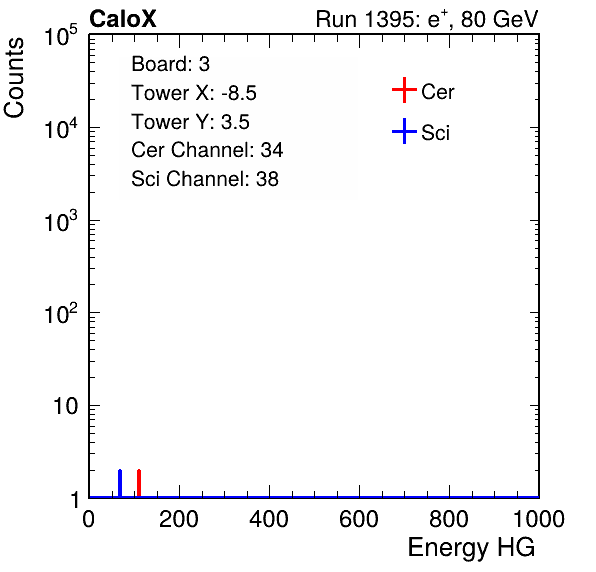 CaloX Run 1395: e⁺, 80 GeV
Counts
10⁵
10⁴
10³
10²
10
1
Board: 3
Tower X: -8.5
Tower Y: 3.5
Cer Channel: 34
Sci Channel: 38
Cer
Sci
0 200 400 600 800 1000
Energy HG